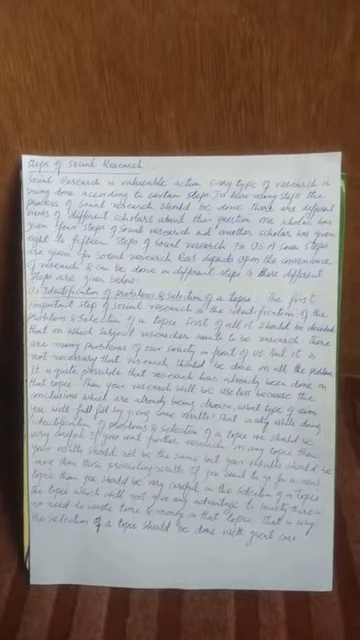 Steps of Social Research.
Social Research is valueable action Every type of research is
being done according to certain steps In how many steps the
process of social research should be done. There are different
views of different scholars about this question one scholar has
given four steps of social research and another scholar has given
eight to fifteen steps of social research. In USA seven steps
are given for social research Rest depends upon the convenience
of research & can be done in different steps & these different
steps are given below:
(1) Identification of problems & selection of a topic: The first
important step of social research is the identification of the
problem & selection of a topic First of all it should be decided
that on which subject researcher wants to be research There
are many problems of our society in front of us But it is
not necessary that research should be done on all the problems
It is quite possible that research has already been done on
that topic. Then your research will be use less because the
conclusions which are already being drawn, what type of aim
you will full fill by giving same results? That is why while doing
identification of problems & selection of a topic we should be
very careful If you want further research on any topic then
your results should not be the same but your results should be
more than those preceding results If you want to go for a new
topic then you should be very careful in the selection of a topic
the topic which will not give any advantage to society there is
no need to waste time & money on that topic That is why
the selection of a topic should be done with great care